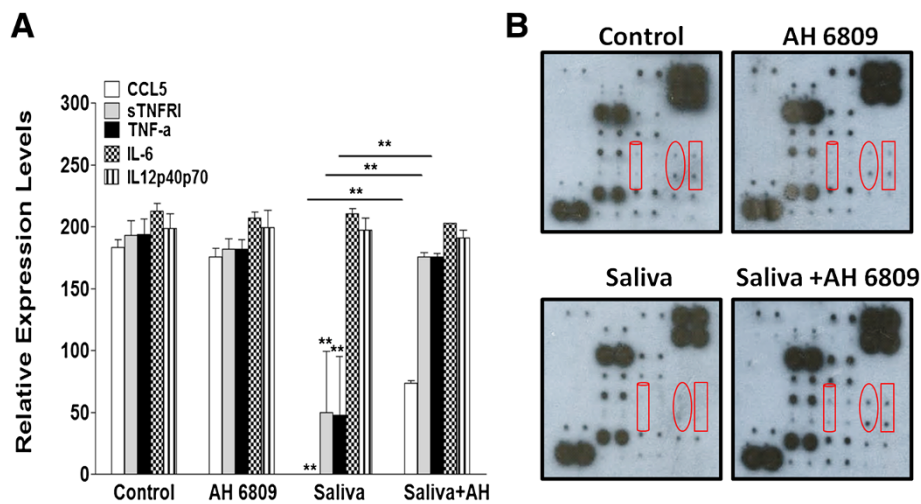 A
B
Control
AH 6809
CCL5
sTNFRI
TNF-a
IL-6
IL12p40p70
**
**
**
Relative Expression Levels
300
250
200
150
100
50
0
**
**
**
Control
AH 6809
Saliva
Saliva+AH
Saliva
Saliva +AH 6809